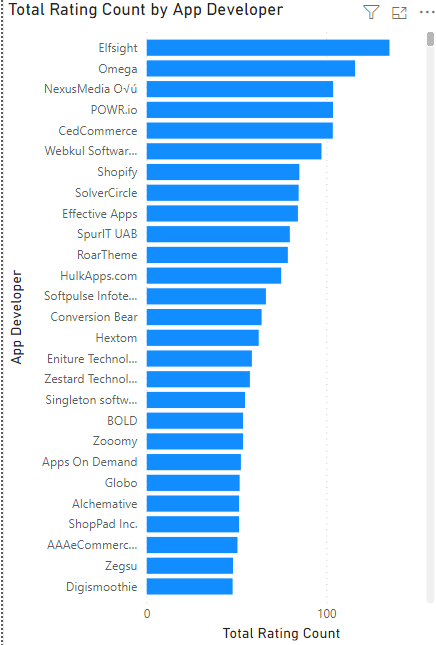 Total Rating Count by App Developer
Elfsight
Omega
NexusMedia O√ú
POWR.io
CedCommerce
Webkul Softwar...
Shopify
SolverCircle
Effective Apps
SpurIT UAB
RoarTheme
HulkApps.com
Softpulse Infote...
Conversion Bear
Hextom
Eniture Technol...
Zestard Technol...
Singleton softw...
BOLD
Zooomy
Apps On Demand
Globo
Alchemative
ShopPad Inc.
AAAeCommerc...
Zegsu
Digismoothie
App Developer
0 100
Total Rating Count